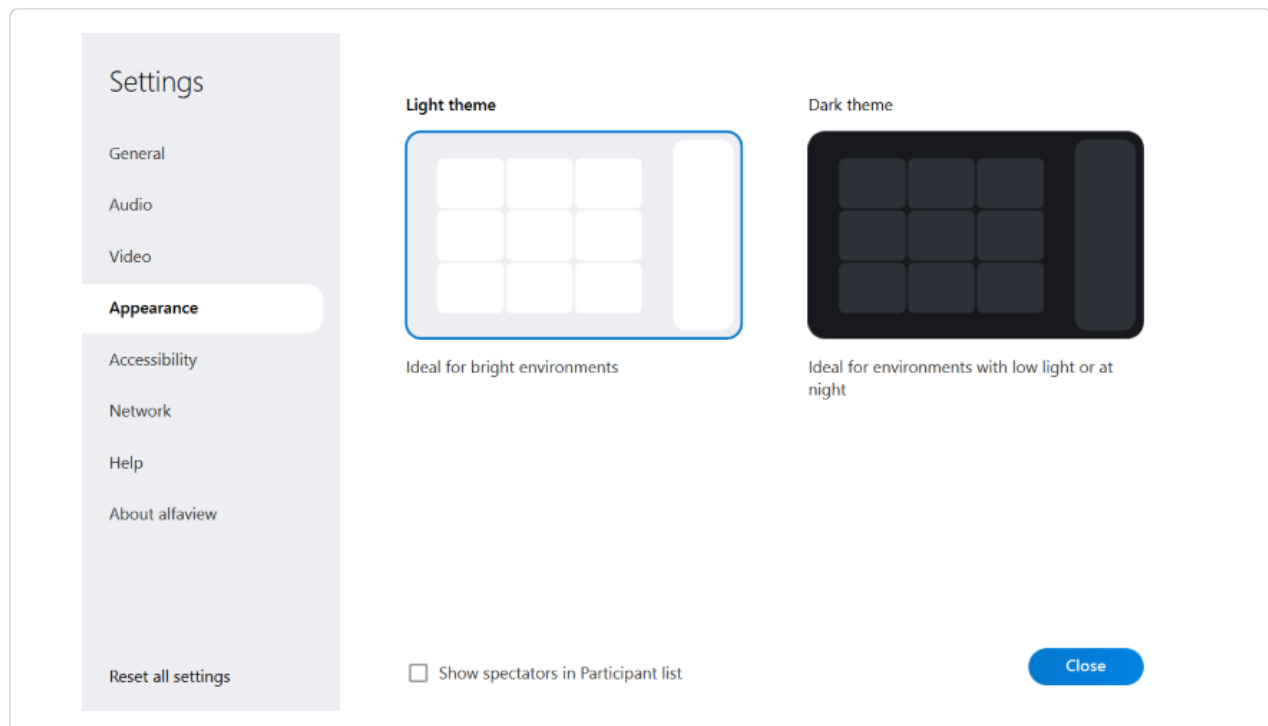 Settings
General
Audio
Video
Appearance
Accessibility
Network
Help
About alfaview
Reset all settings
Light theme
Ideal for bright environments
Dark theme
Ideal for environments with low light or at
night
Show spectators in Participant list
Close